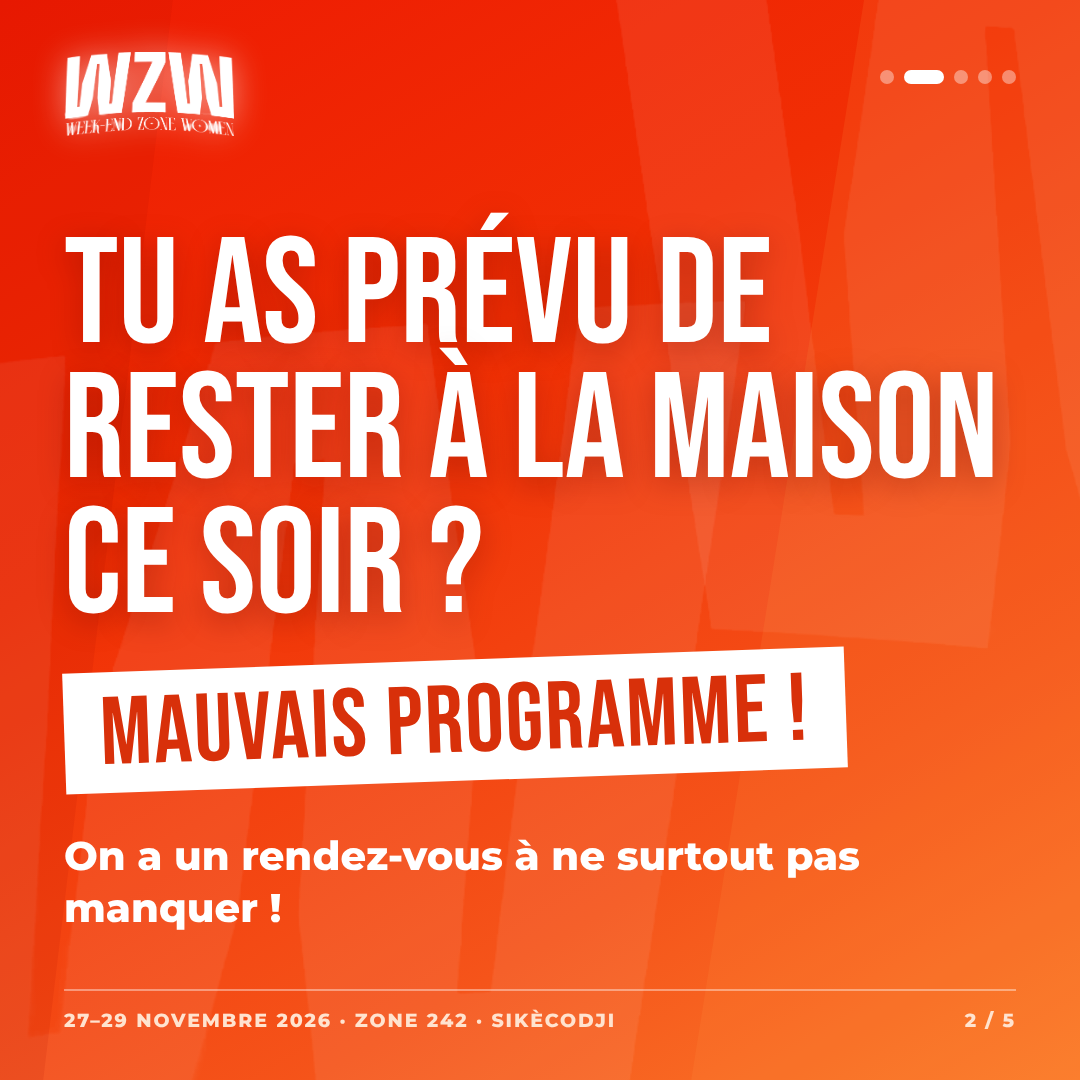 WZW
WEEK-END ZONE WOMEN
TU AS PRÉVU DE
RESTER À LA MAISON
CE SOIR ?
MAUVAIS PROGRAMME !
On a un rendez-vous à ne surtout pas
manquer !
27–29 NOVEMBRE 2026 • ZONE 242 • SIKÈCODJI
2 / 5